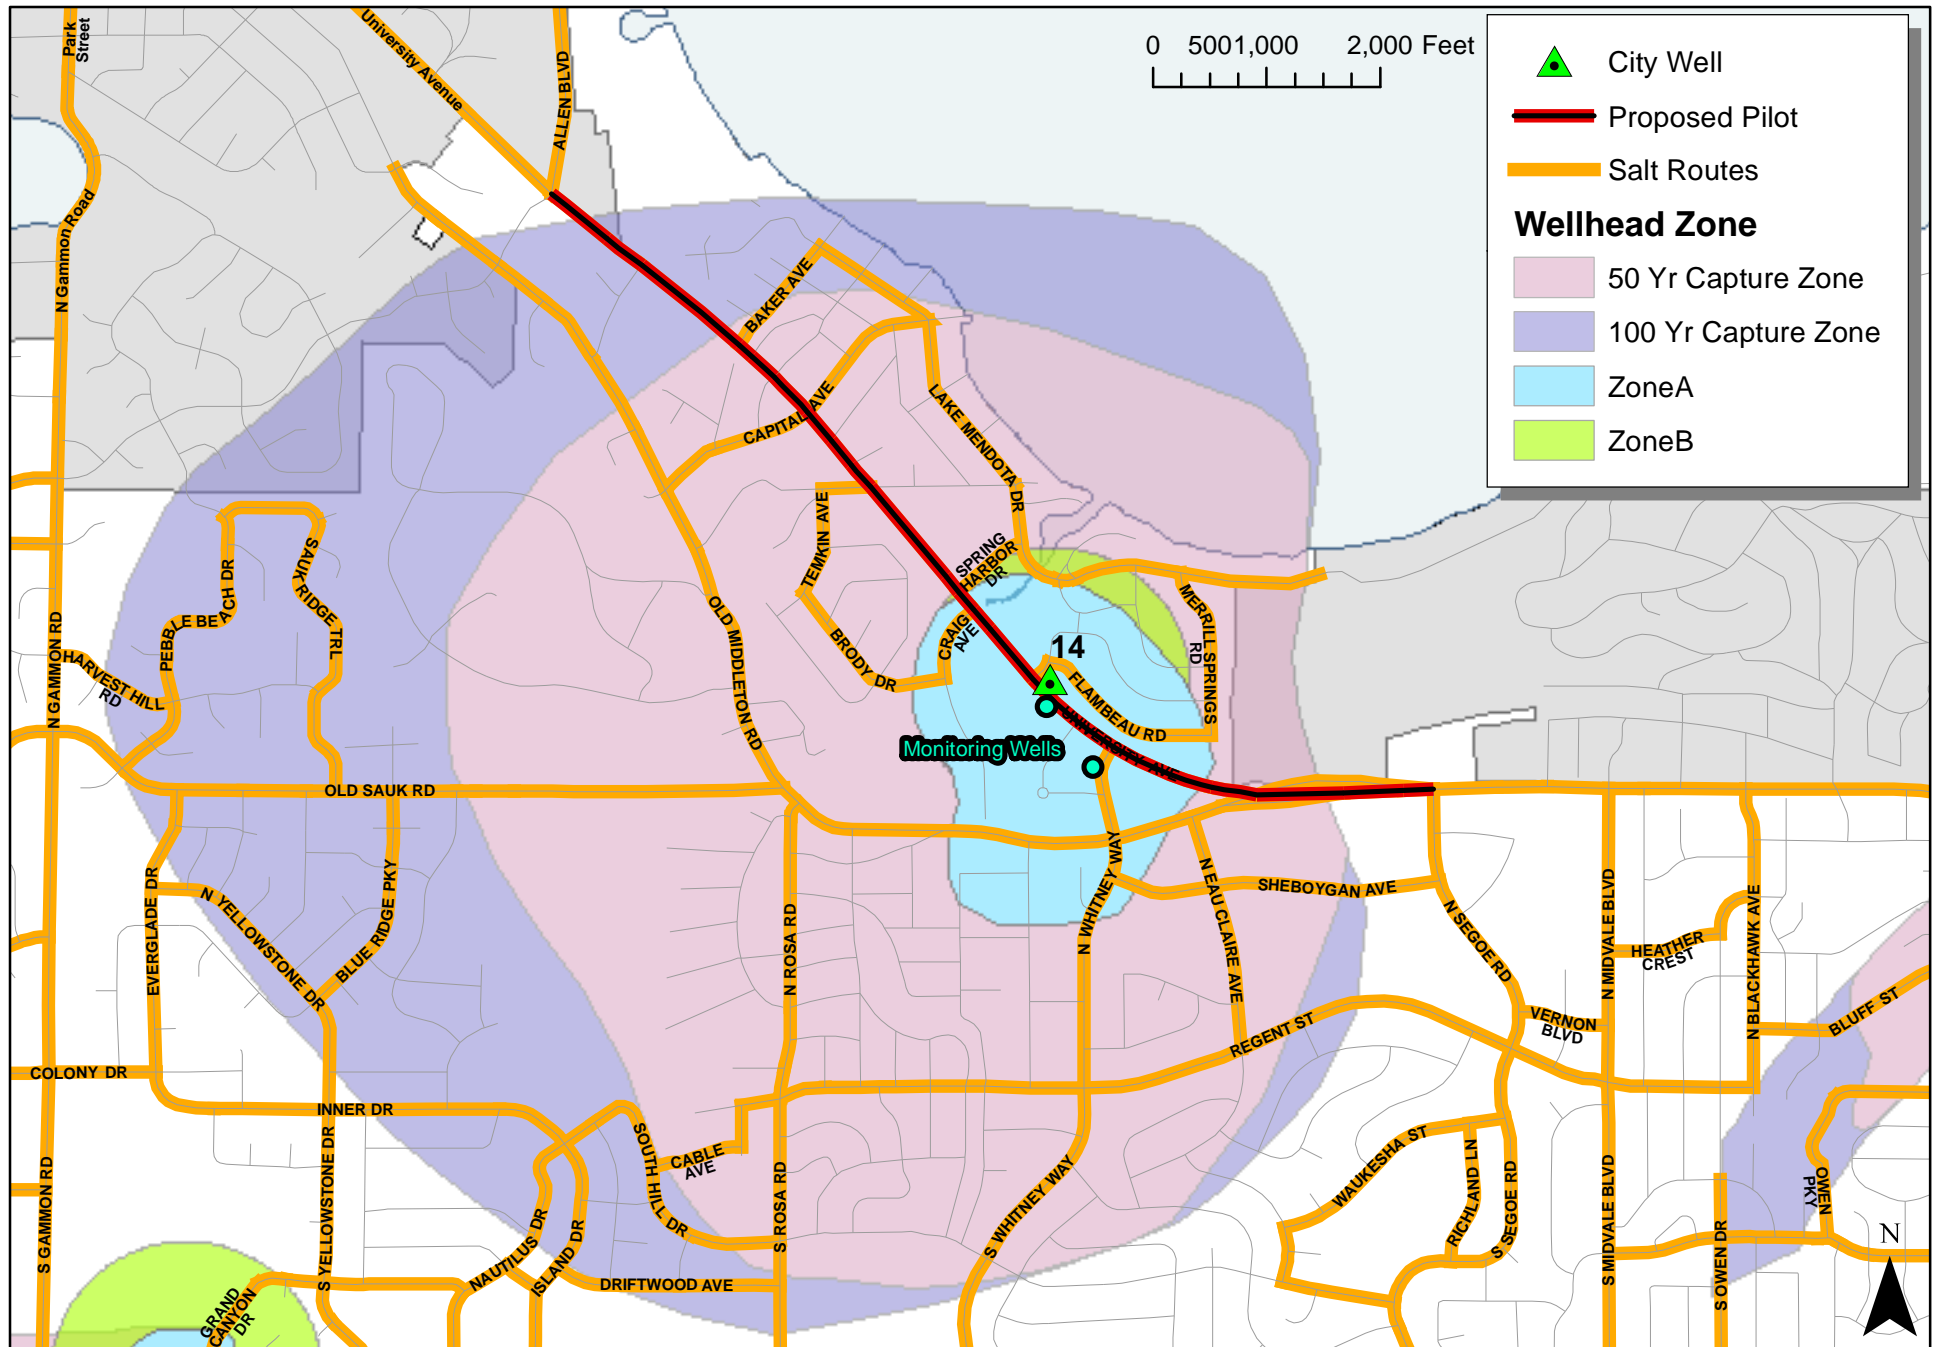 Park
Street
University Avenue
ALLEN BLVD
0 5001,000 2,000 Feet
City Well
Proposed Pilot
Salt Routes
Wellhead Zone
50 Yr Capture Zone
100 Yr Capture Zone
ZoneA
ZoneB
N Gammon Road
BAKER AVE
CAPITAL AVE
LAKE MENDOTA DR
TEMKIN AVE
SPRING
HARBOR
DR
SAUK RIDGE TRL
PEBBLE BEACH DR
N GAMMON RD
HARVEST HILL
RD
OLD MIDDLETON RD
BRODY DR
CRAIG
AVE
MERRILL SPRINGS
RD
14
FLAMBEAU RD
UNIVERSITY AVE
Monitoring Wells
OLD SAUK RD
EVERGLADE DR
N YELLOWSTONE DR
BLUE RIDGE PKY
N ROSA RD
N WHITNEY WAY
N EAU CLAIRE AVE
SHEBOYGAN AVE
N SEGOE RD
N MIDVALE BLVD
HEATHER
CREST
N BLACKHAWK AVE
VERNON
BLVD
BLUFF ST
REGENT ST
COLONY DR
INNER DR
S GAMMON RD
S YELLOWSTONE DR
SOUTH HILL DR
CABLE
AVE
S ROSA RD
NAUTILUS DR
ISLAND DR
DRIFTWOOD AVE
S WHITNEY WAY
WAUKESHA ST
RICHLAND LN
S SEGOE RD
S MIDVALE BLVD
S OWEN DR
OWEN
PKY
GRAND
CANYON
DR
N